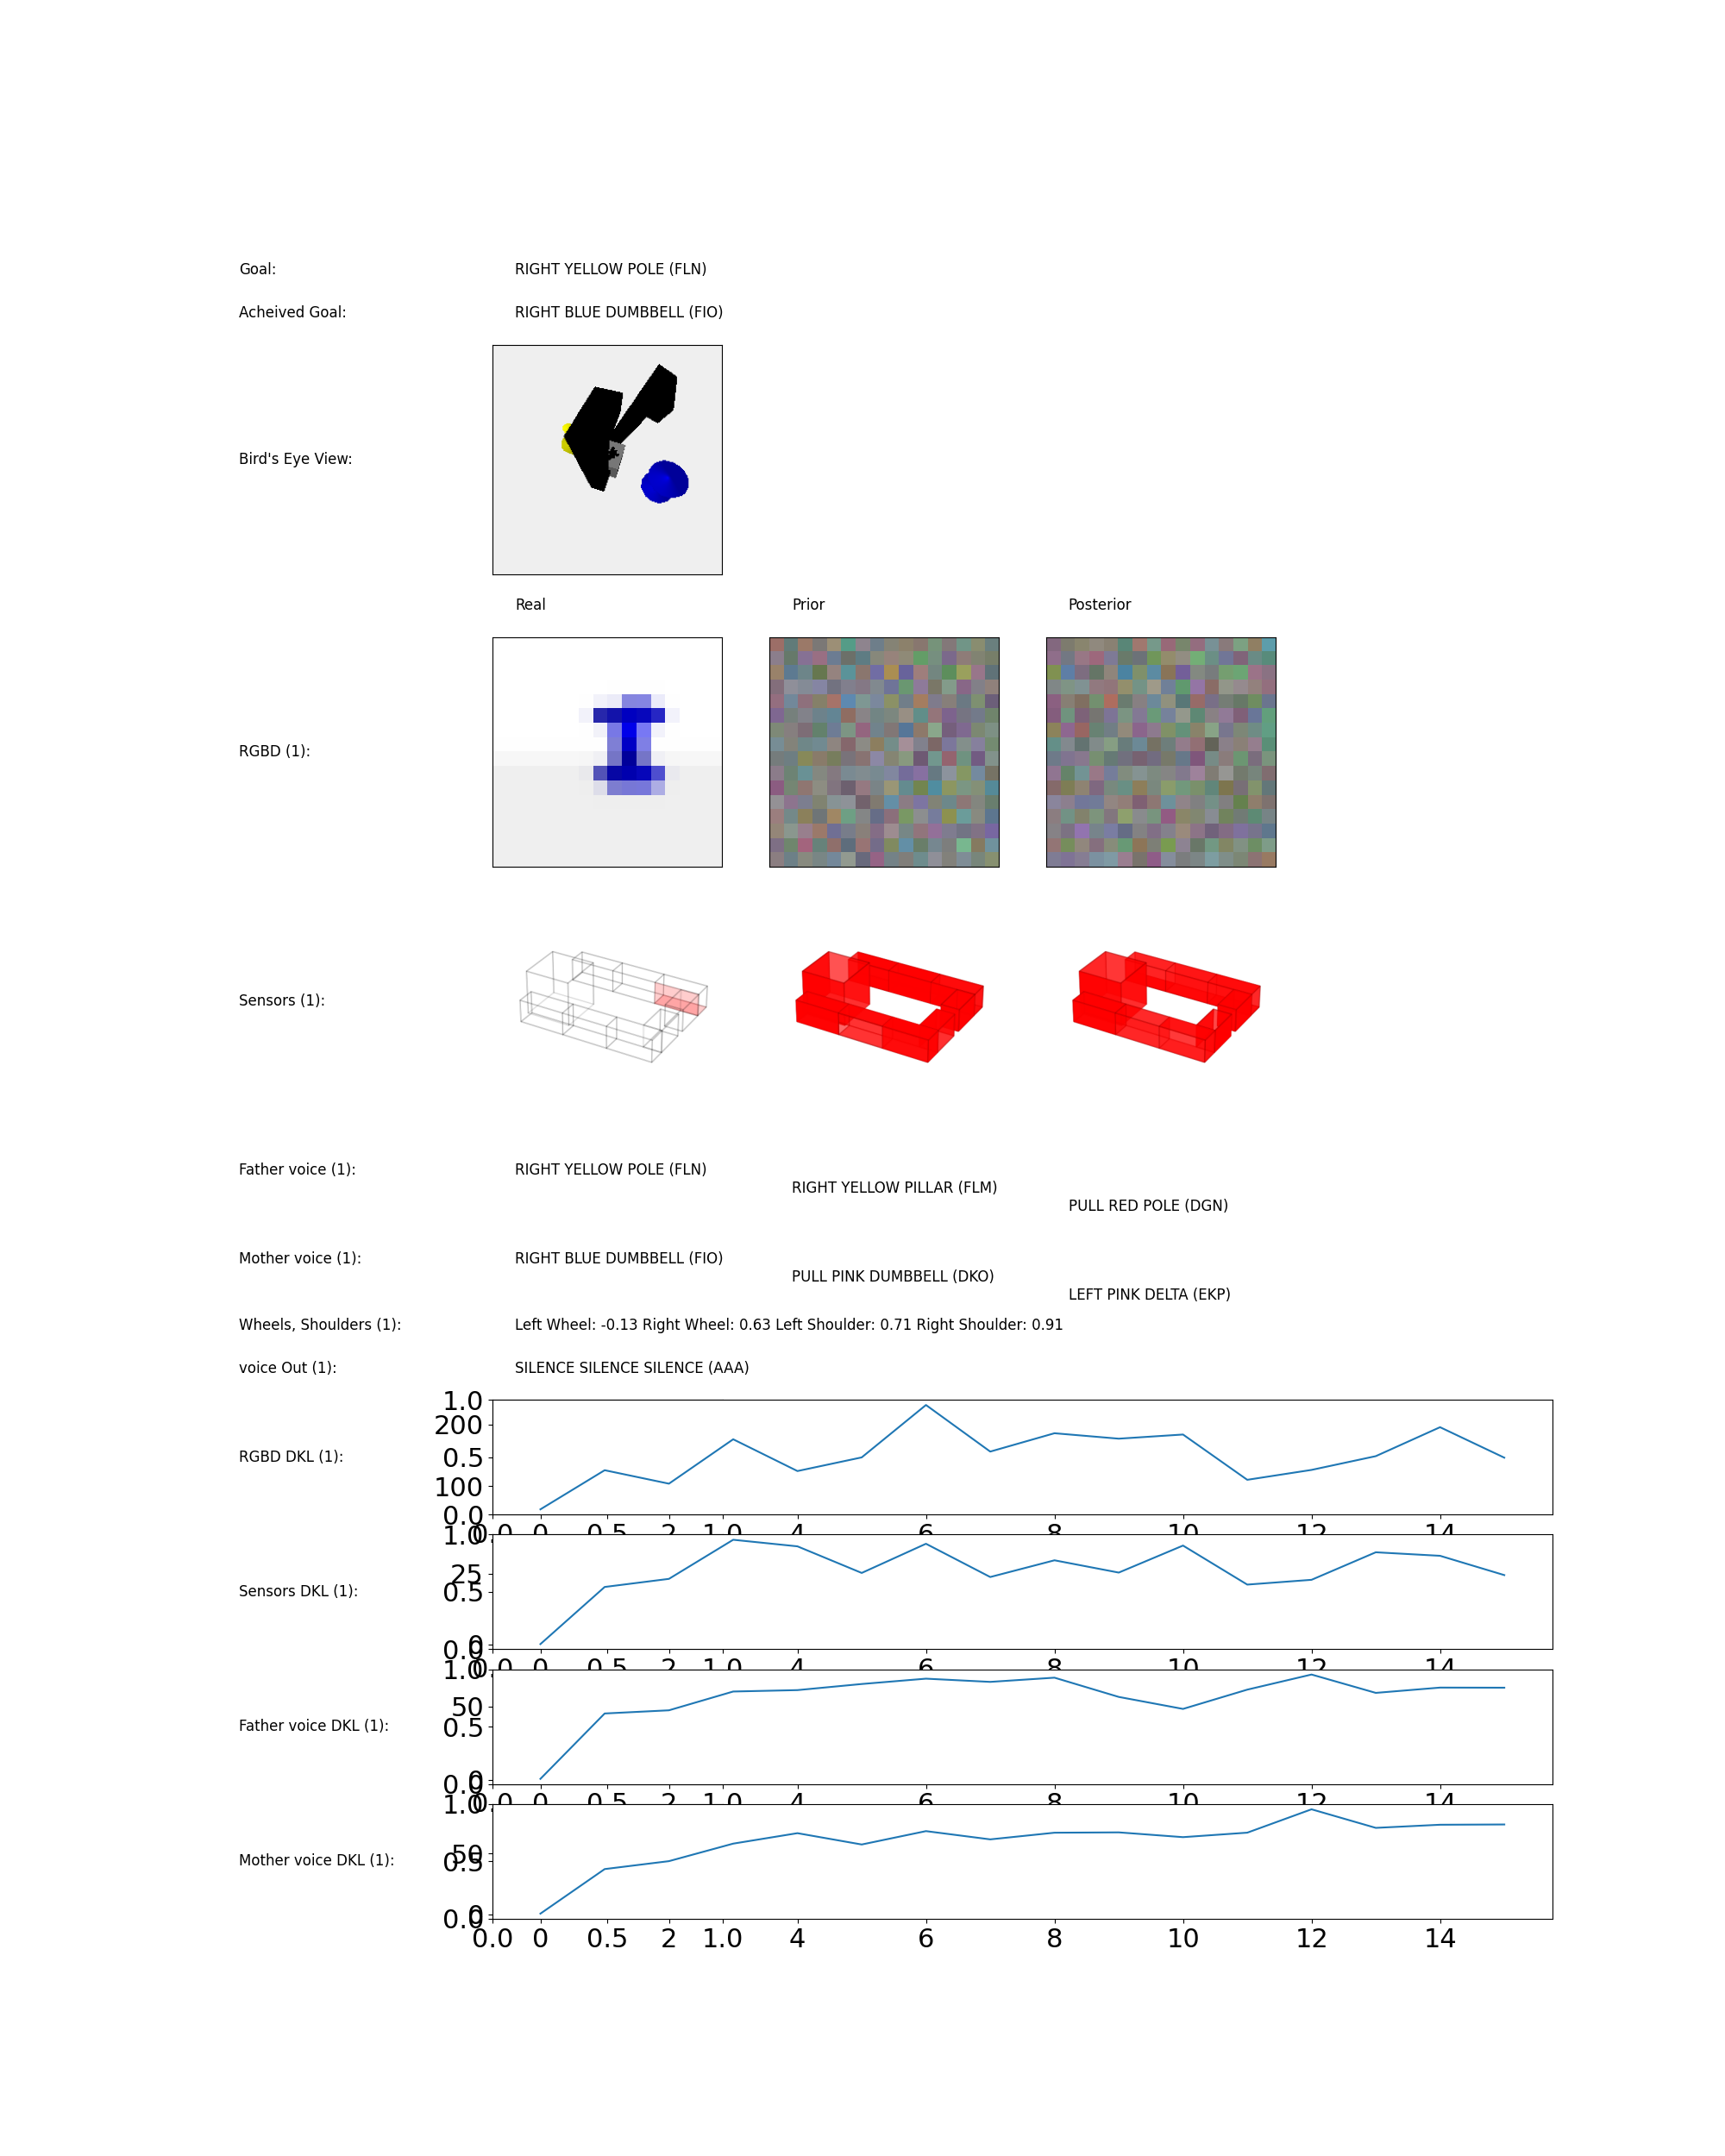 Goal: RIGHT YELLOW POLE (FLN)
Acheived Goal: RIGHT BLUE DUMBBELL (FIO)
Bird's Eye View:
Real Prior Posterior
RGBD (1):
Sensors (1):
Father voice (1): RIGHT YELLOW POLE (FLN)
RIGHT YELLOW PILLAR (FLM)
PULL RED POLE (DGN)
Mother voice (1): RIGHT BLUE DUMBBELL (FIO)
PULL PINK DUMBBELL (DKO)
LEFT PINK DELTA (EKP)
Wheels, Shoulders (1): Left Wheel: -0.13 Right Wheel: 0.63 Left Shoulder: 0.71 Right Shoulder: 0.91
voice Out (1): SILENCE SILENCE SILENCE (AAA)
1.0
200
RGBD DKL (1): 0.5
100
0.0
0.0 0 0.5 2 1.0 4 6 8 10 12 14
1.0
25
Sensors DKL (1): 0.5
0
0.0
0.0 0 0.5 2 1.0 4 6 8 10 12 14
1.0
50
Father voice DKL (1): 0.5
0
0.0
0.0 0 0.5 2 1.0 4 6 8 10 12 14
1.0
50
Mother voice DKL (1): 0.5
0
0.0
0.0 0 0.5 2 1.0 4 6 8 10 12 14